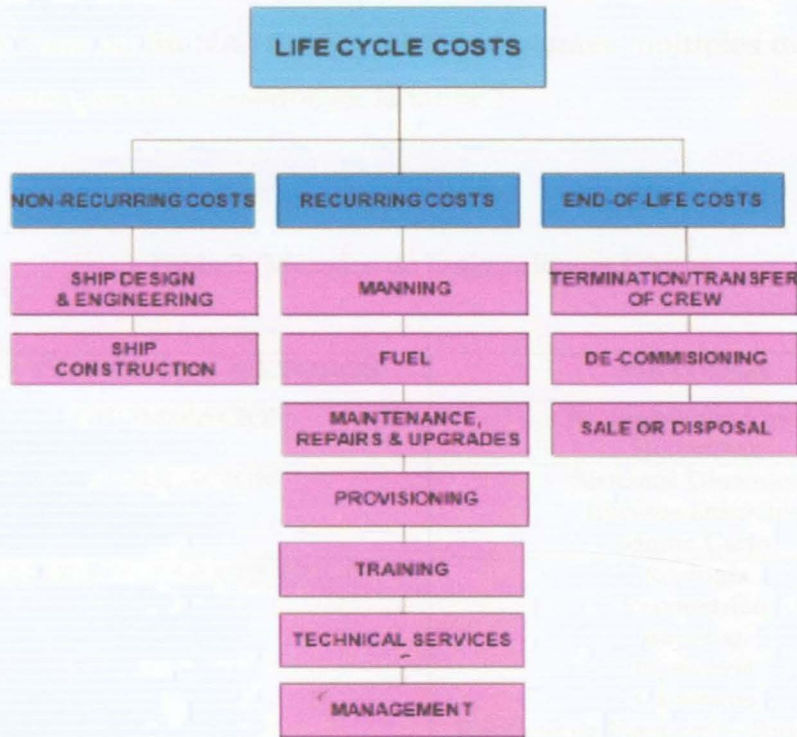 LIFE CYCLE COSTS
NON-RECURRING COSTS
SHIP DESIGN
& ENGINEERING
SHIP
CONSTRUCTION
RECURRING COSTS
MANNING
FUEL
MAINTENANCE,
REPAIRS & UPGRADES
PROVISIONING
TRAINING
TECHNICAL SERVICES
MANAGEMENT
END-OF-LIFE COSTS
TERMINATION/TRANSFER
OF CREW
DE-COMMISIONING
SALE OR DISPOSAL